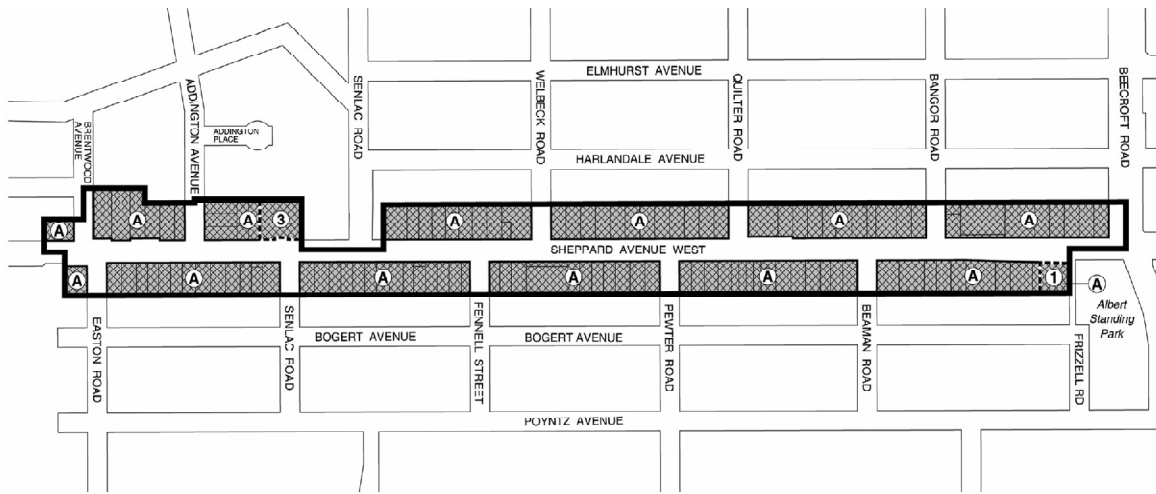 ELMHURST AVENUE
SENLAC ROAD
WELBECK ROAD
QUILTER ROAD
BANGOR ROAD
BEECROFT ROAD
ADDINGTON AVENUE
ADDINGTON
PLACE
BRENTWOOD
AVENUE
HARLANDALE AVENUE
A
A
A
3
A
A
A
A
SHEPPARD AVENUE WEST
A
A
A
A
A
A
1
A
Albert
Standing
Park
EASTON ROAD
SENLAC FOAD
BOGERT AVENUE
FENNELL STREET
BOGERT AVENUE
PEWTER ROAD
BEAMAN ROAD
FRIZZELL RD
POYNTZ AVENUE